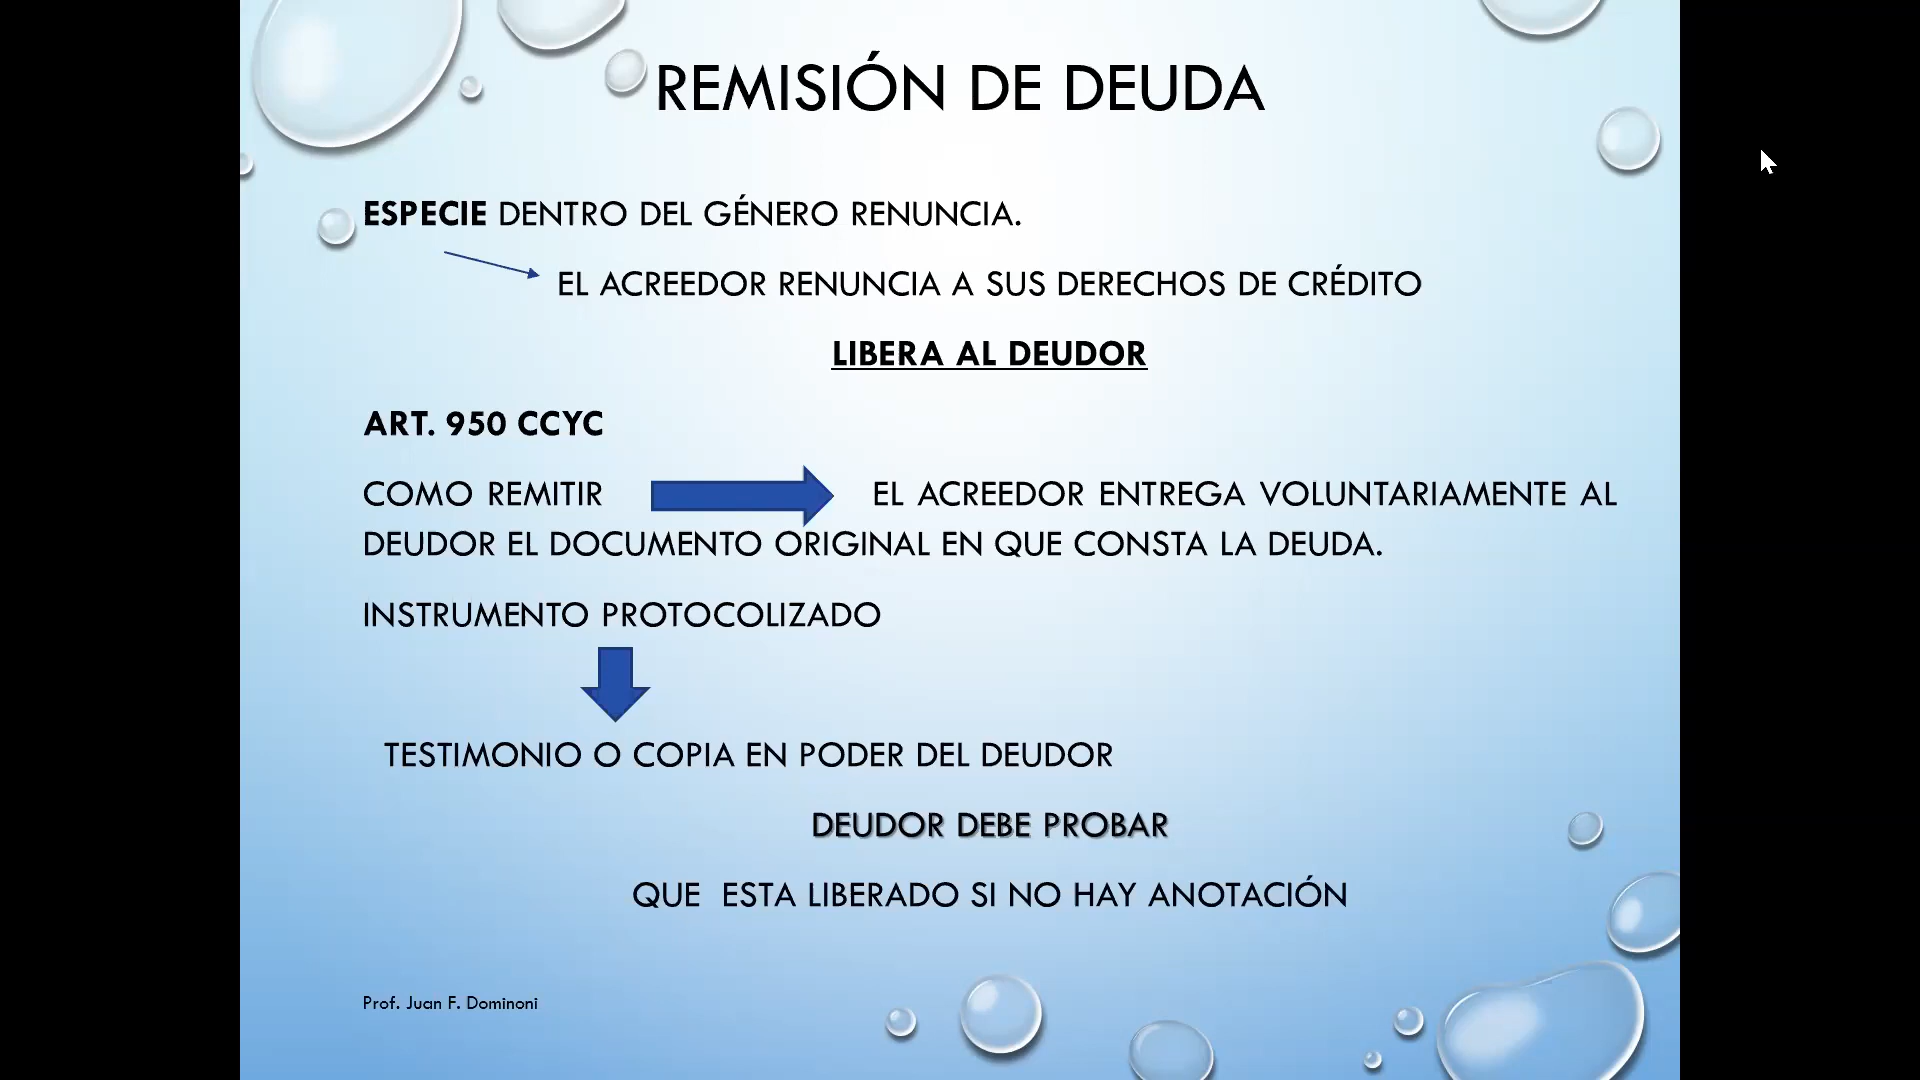 REMISIÓN DE DEUDA
ESPECIE DENTRO DEL GÉNERO RENUNCIA.
EL ACREEDOR RENUNCIA A SUS DERECHOS DE CRÉDITO
LIBERA AL DEUDOR
ART. 950 CCYC
COMO REMITIR EL ACREEDOR ENTREGA VOLUNTARIAMENTE AL
DEUDOR EL DOCUMENTO ORIGINAL EN QUE CONSTA LA DEUDA.
INSTRUMENTO PROTOCOLIZADO
TESTIMONIO O COPIA EN PODER DEL DEUDOR
DEUDOR DEBE PROBAR
QUE ESTA LIBERADO SI NO HAY ANOTACIÓN
Prof. Juan F. Dominoni